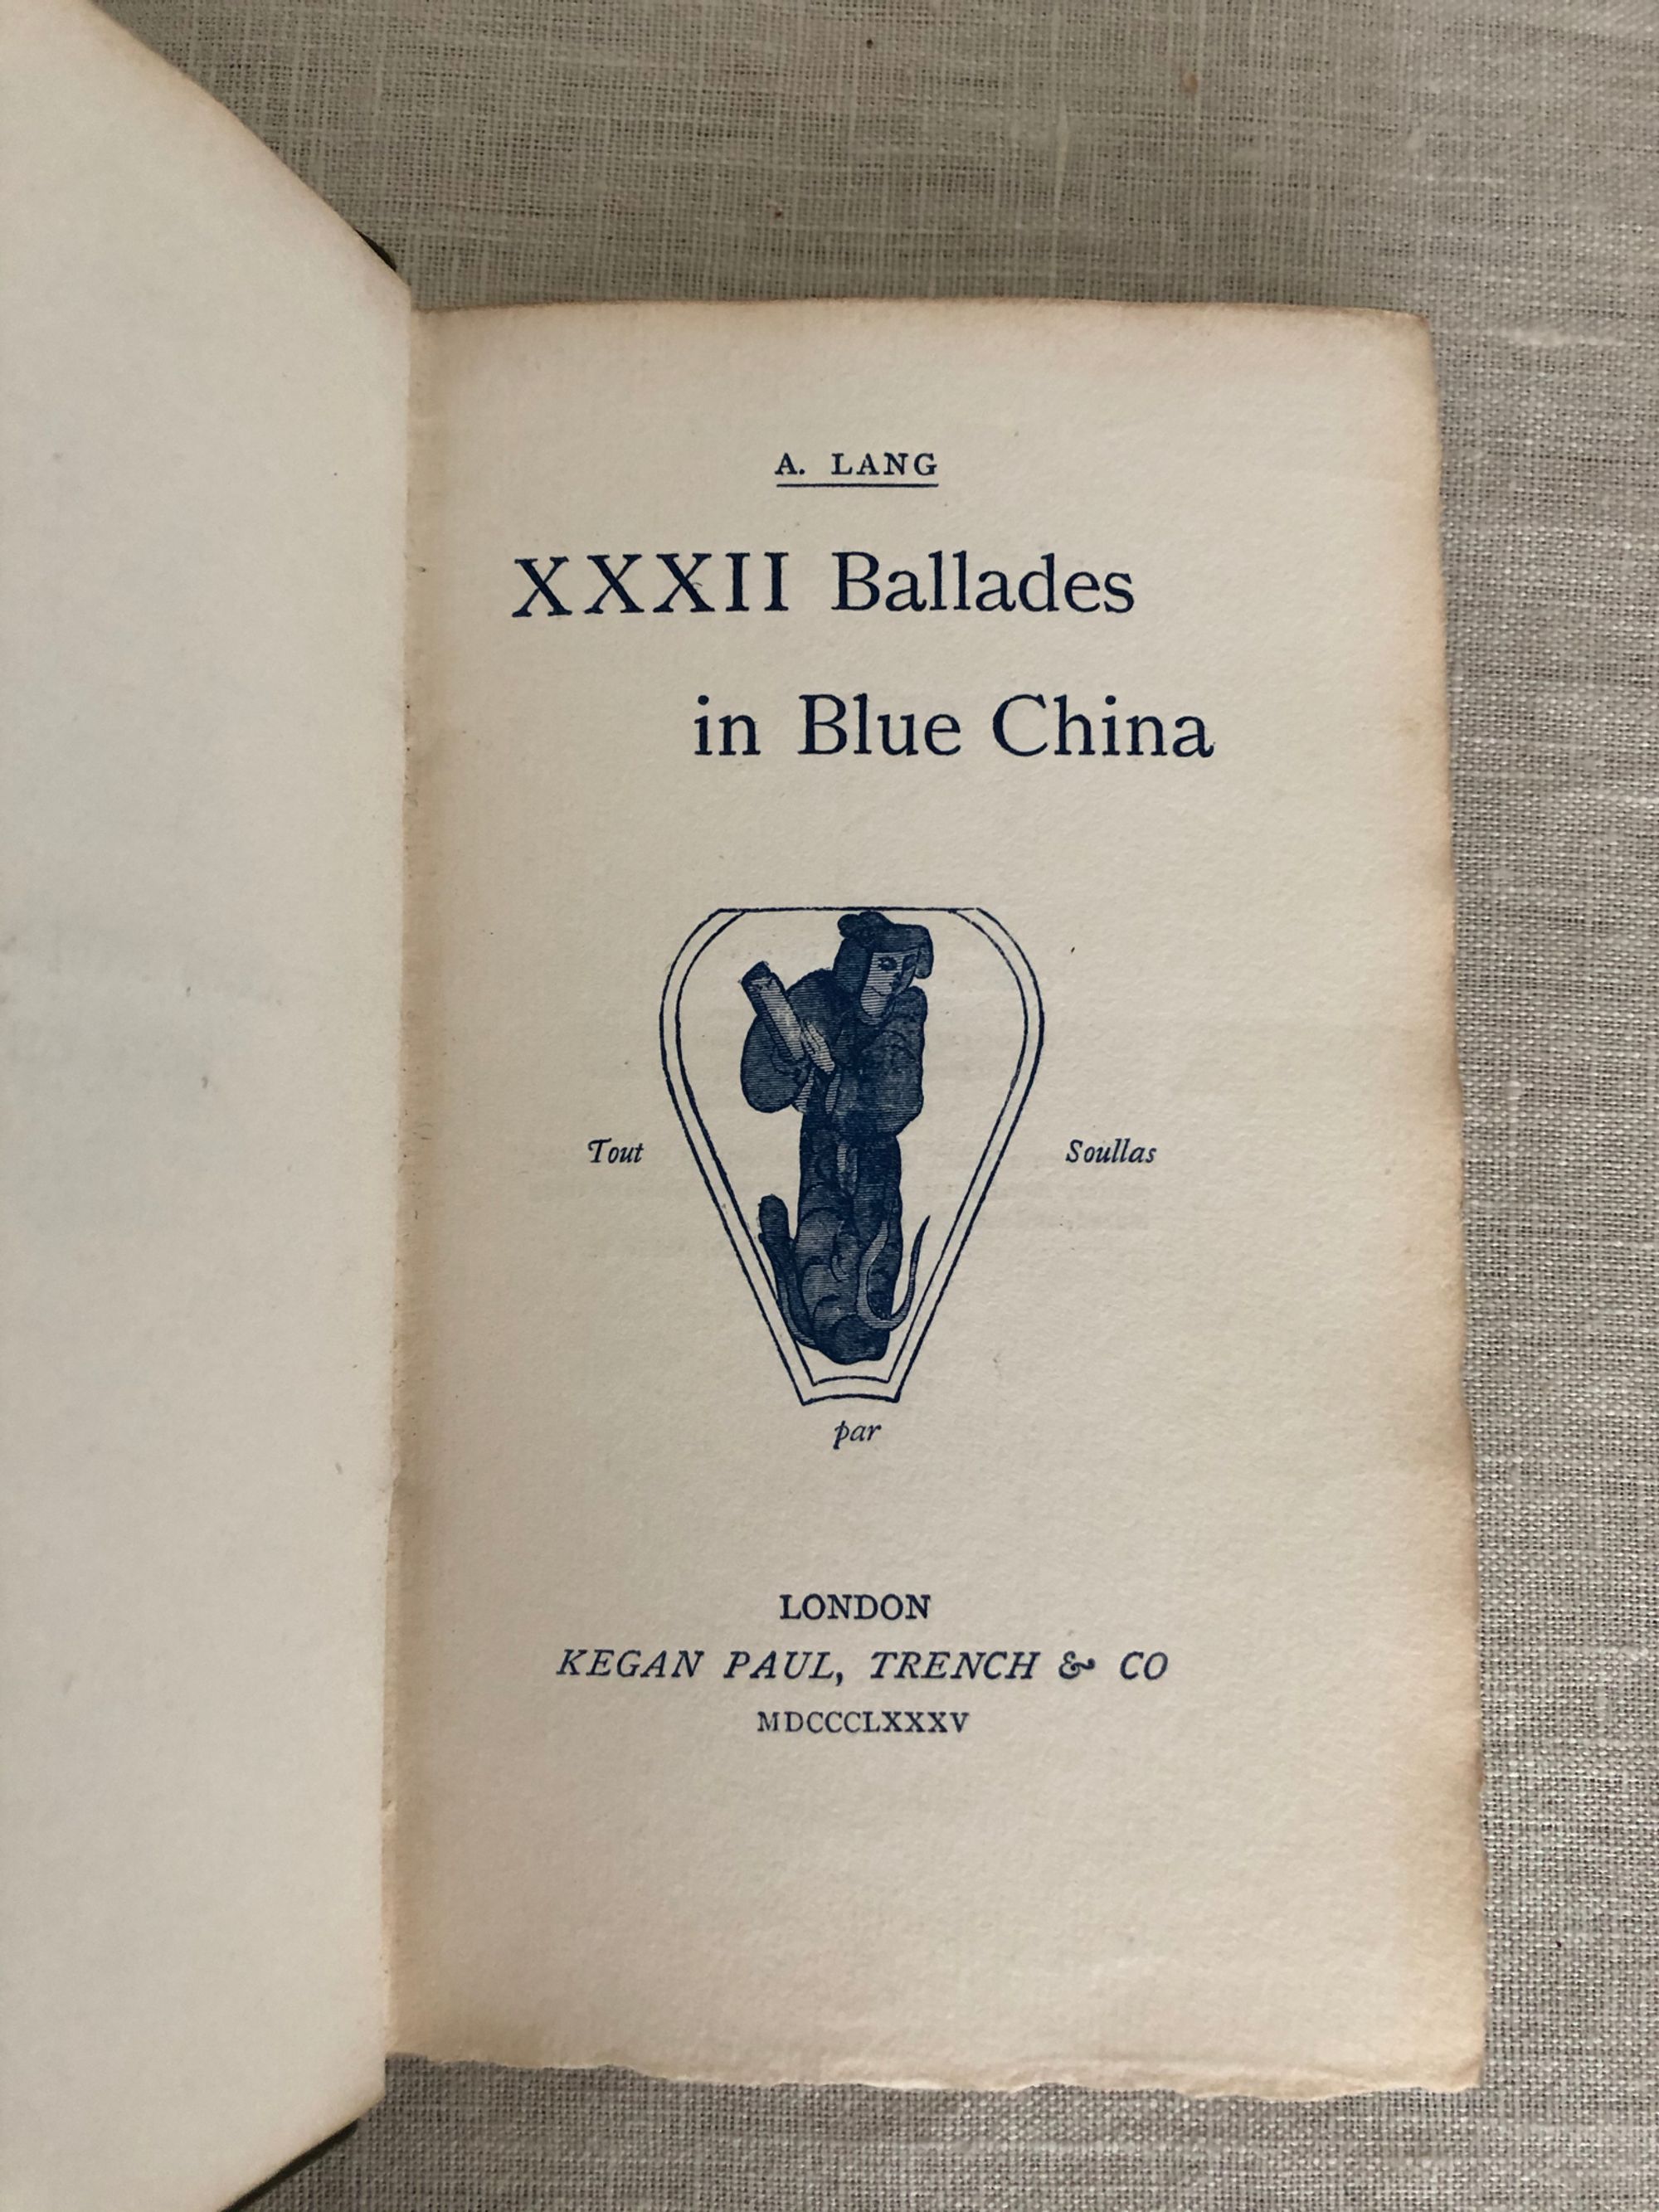 A. LANG
XXXII Ballades
in Blue China
Tout
Soullas
par
LONDON
KEGAN PAUL, TRENCH & CO
MDCCCLXXXV